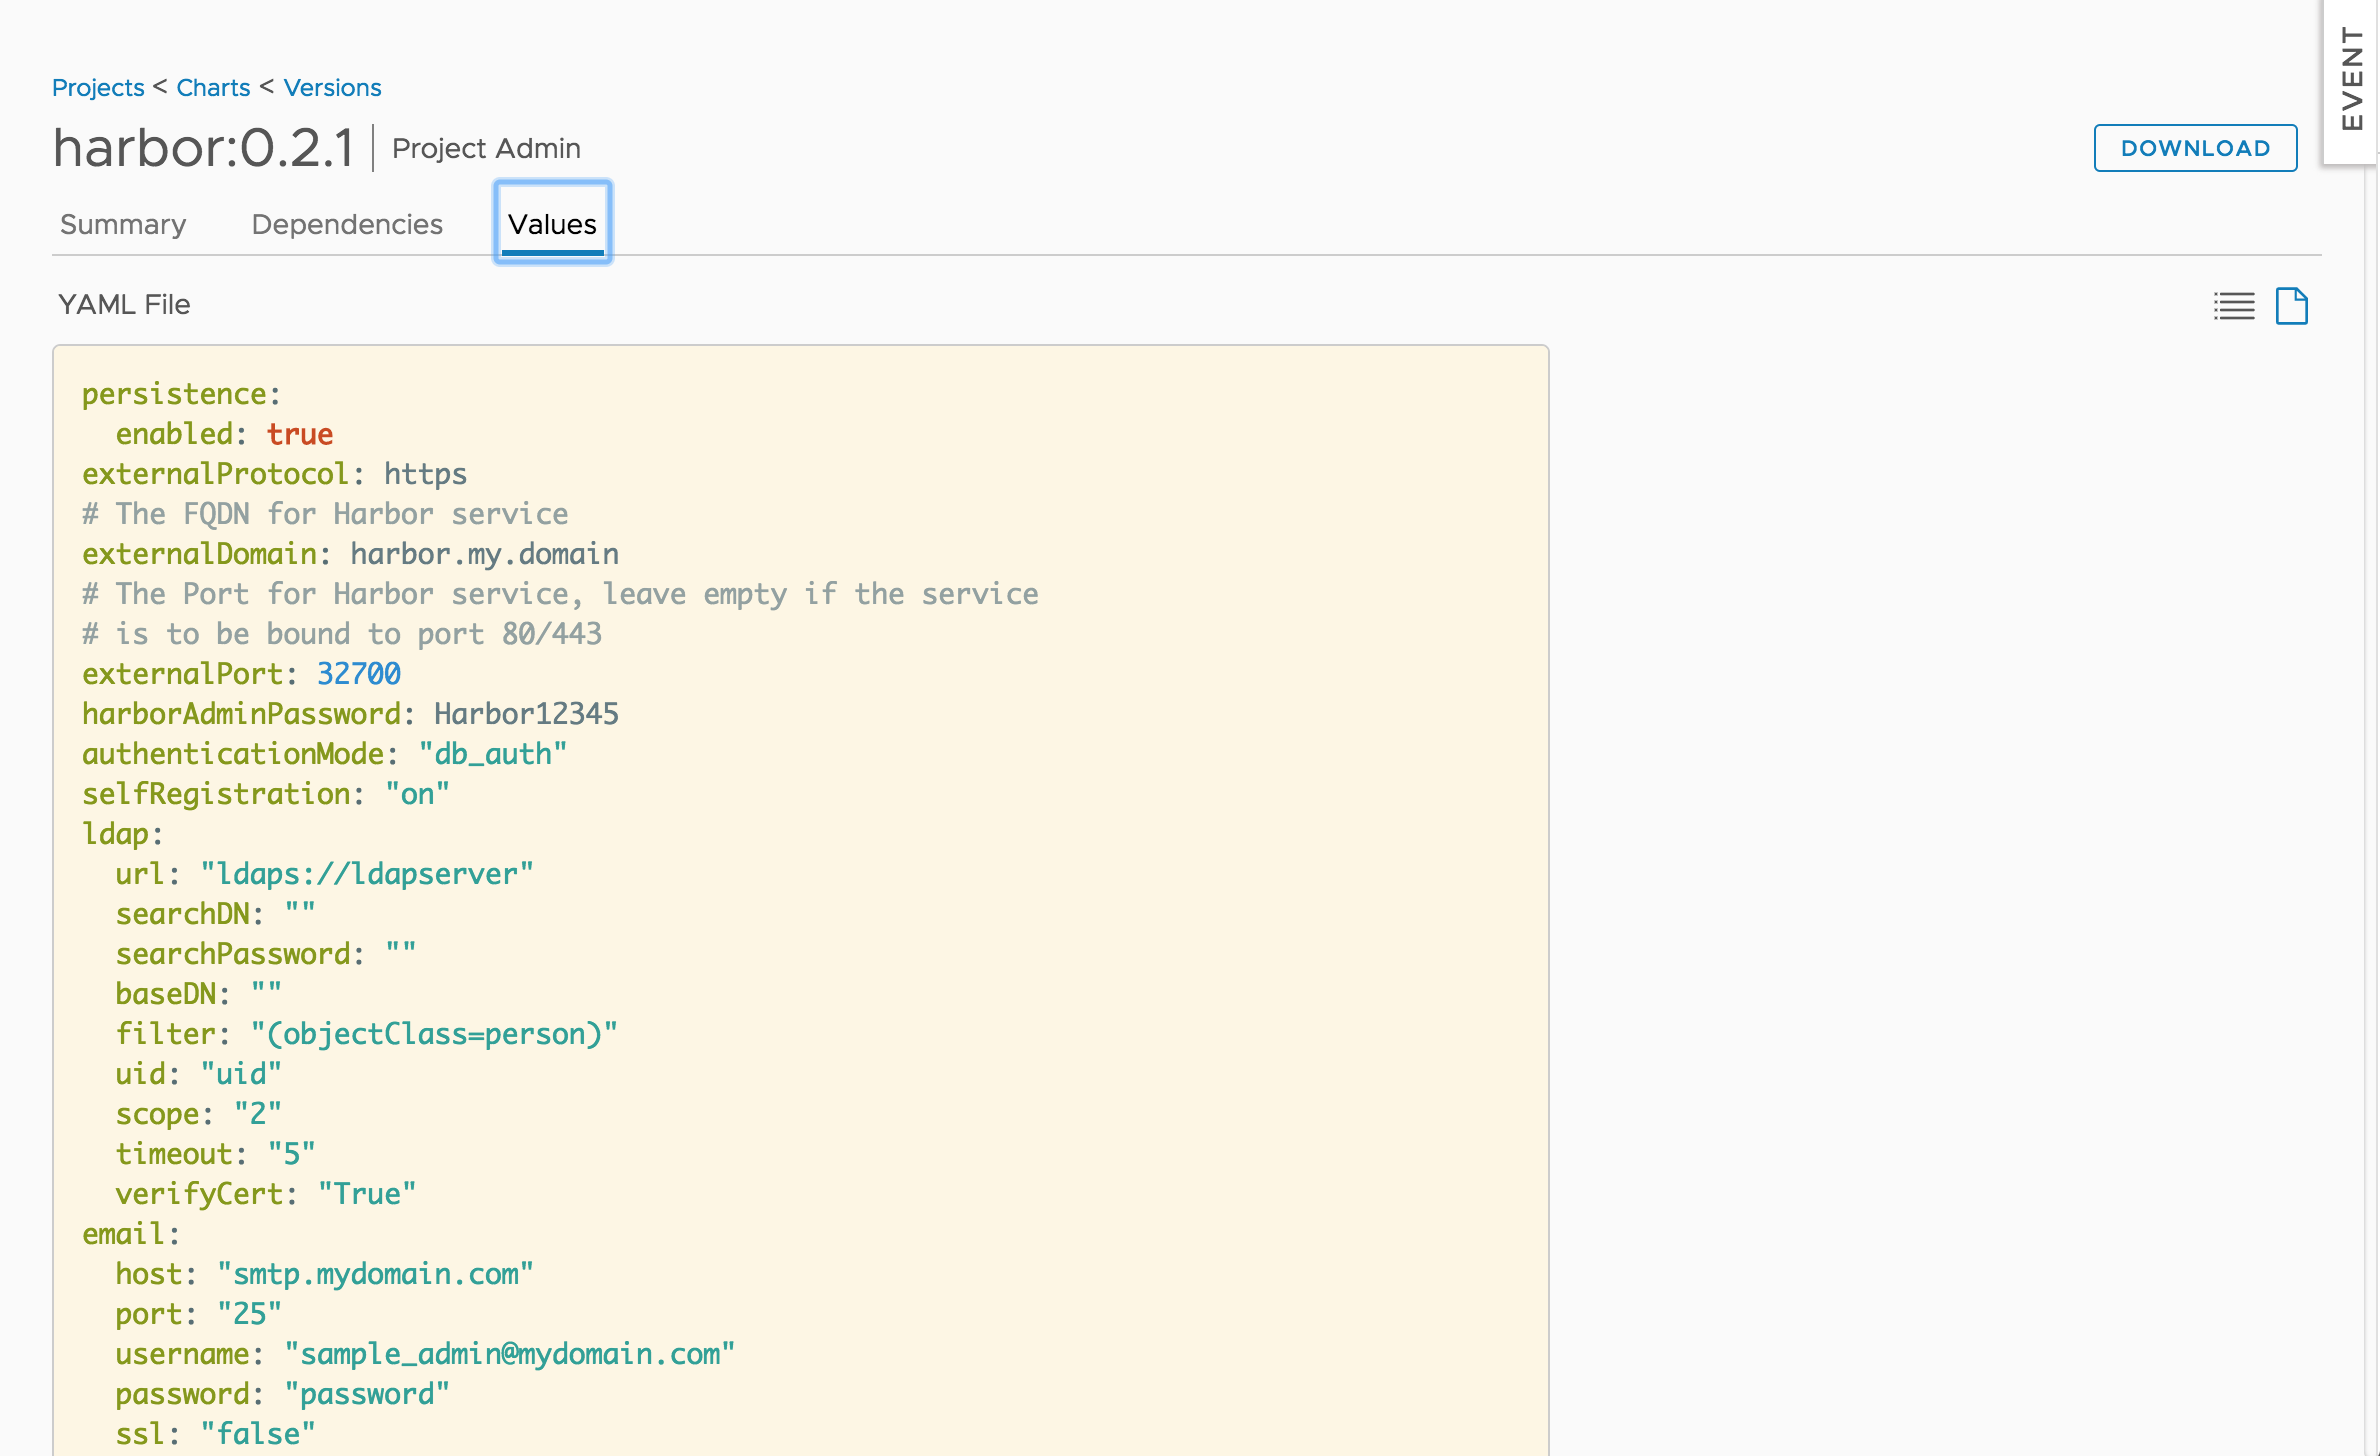 EVENT
Projects < Charts < Versions
harbor:0.2.1 Project Admin
DOWNLOAD
Summary Dependencies Values
YAML File
persistence:
  enabled: true
externalProtocol: https
# The FQDN for Harbor service
externalDomain: harbor.my.domain
# The Port for Harbor service, leave empty if the service
# is to be bound to port 80/443
externalPort: 32700
harborAdminPassword: Harbor12345
authenticationMode: "db_auth"
selfRegistration: "on"
ldap:
  url: "ldaps://ldapserver"
  searchDN: ""
  searchPassword: ""
  baseDN: ""
  filter: "(objectClass=person)"
  uid: "uid"
  scope: "2"
  timeout: "5"
  verifyCert: "True"
email:
  host: "smtp.mydomain.com"
  port: "25"
  username: "sample_admin@mydomain.com"
  password: "password"
  ssl: "false"